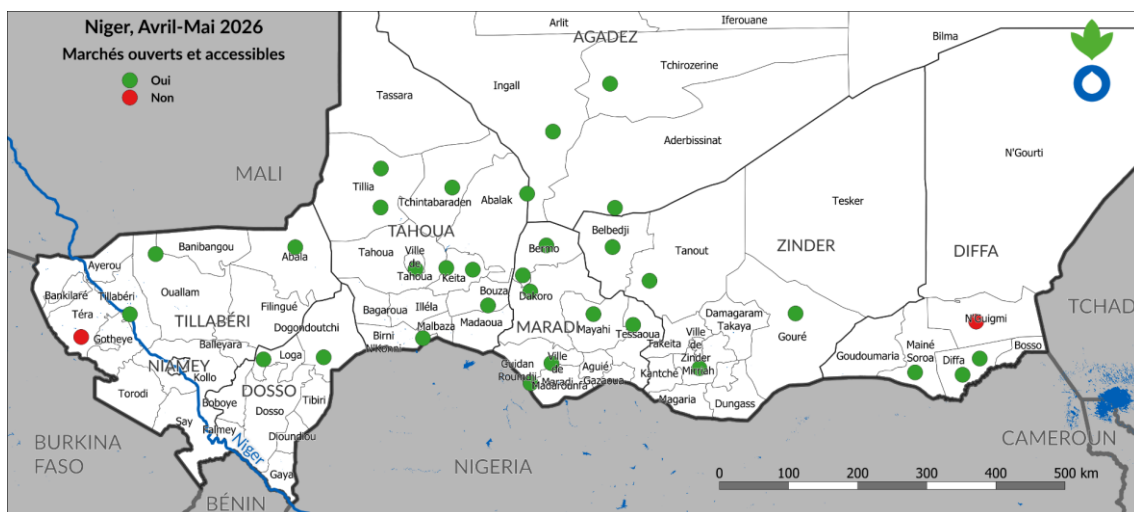 Niger, Avril-Mai 2026
Marchés ouverts et accessibles
Oui
Non
Arlit
Iferouane
AGADEZ
Bilma
Tchirozerine
Ingall
Tassara
Aderbissinat
N'Gourti
MALI
Tillia
Tchintabaraden
Abalak
Tesker
TAHOUA
Belbedji
Bermo
Tanout
ZINDER
DIFFA
Banibangou
Abala
Tahoua
Ville
de
Tahoua
Keita
Ayerou
Ouallam
Bankilaré
Tillabéri
Filingué
Bouza
Dakoro
TCHAD
Téra
Gotheye
TILLABÉRI
Dogondoutchi
Bagaroua
Illéla
Madaoua
Malbaza
MARADI
Mayahi
Tessaoua
Damagaram
Takaya
Gouré
N'Guigmi
Balleyara
Birni
N'Konni
Takeita
Ville
de
Zinder
Mirriah
Goudoumaria
Mainé
Soroa
Diffa
Bosso
NIAMEY
Kollo
Loga
Guidan
Roumdji
Ville
de
Maradi
Madarounfa
Aguié
Gazaoua
Kantché
Torodi
DOSSO
Boboye
Tibiri
Magaria
Dungass
Say
Falmey
Dosso
Dioundiou
Niger
Gaya
BURKINA
FASO
BÉNIN
NIGERIA
CAMEROUN
0 100 200 300 400 500 km